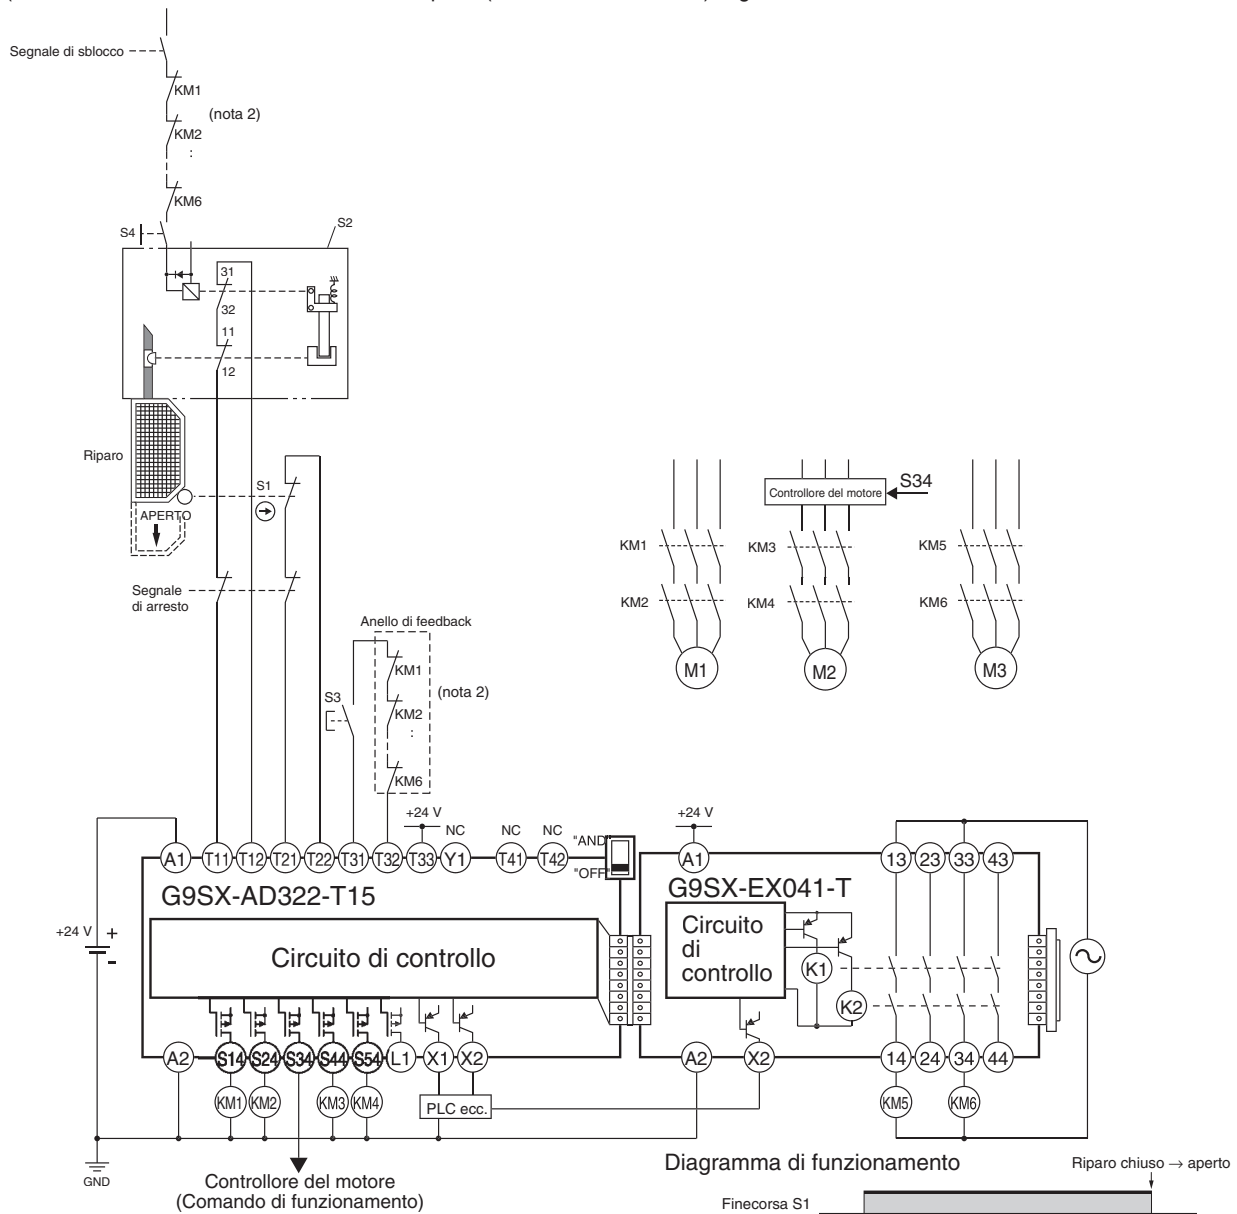 Segnale di sblocco
KM1
(nota 2)
KM2
:
KM6
S4
S2
31
32
11
12
Riparo
S1
APERTO
Segnale
di arresto
Anello di feedback
KM1
S3
KM2
(nota 2)
:
KM6
S34
Controllore del motore
KM1
KM3
KM5
KM2
KM4
KM6
M1
M2
M3
+24 V
NC
NC
NC
"AND"
"OFF"
A1
T11
T12
T21
T22
T31
T32
T33
Y1
T41
T42
+24 V
A1
13
23
33
43
G9SX-AD322-T15
G9SX-EX041-T
Circuito di controllo
Circuito
di
controllo
K1
K2
+24 V
+
-
A2
S14
S24
S34
S44
S54
L1
X1
X2
A2
X2
14
24
34
44
KM1
KM2
KM3
KM4
PLC ecc.
KM5
KM6
GND
Controllore del motore
(Comando di funzionamento)
Diagramma di funzionamento
Riparo chiuso → aperto
Finecorsa S1